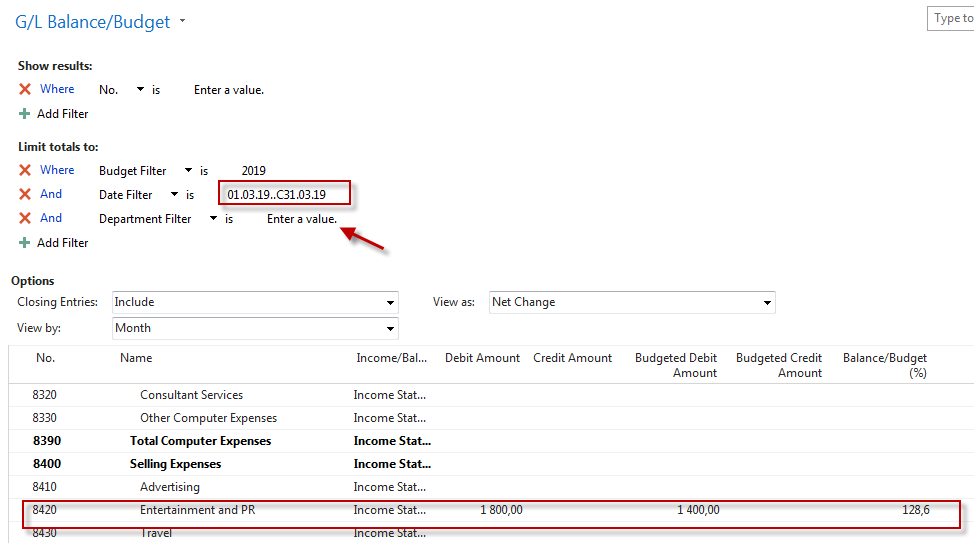 G/L Balance/Budget
Type to
Show results:
Where No. is Enter a value.
Add Filter
Limit totals to:
Where Budget Filter is 2019
And Date Filter is 01.03.19..C31.03.19
And Department Filter is Enter a value.
Add Filter
Options
Closing Entries: Include View as: Net Change
View by: Month
No. Name Income/Bal... Debit Amount Credit Amount Budgeted Debit Budgeted Credit Balance/Budget
Amount Amount (%)
8320 Consultant Services Income Stat...
8330 Other Computer Expenses Income Stat...
8390 Total Computer Expenses Income Stat...
8400 Selling Expenses Income Stat...
8410 Advertising Income Stat...
8420 Entertainment and PR Income Stat... 1 800,00 1 400,00 128,6
8430 Travel Income Stat...